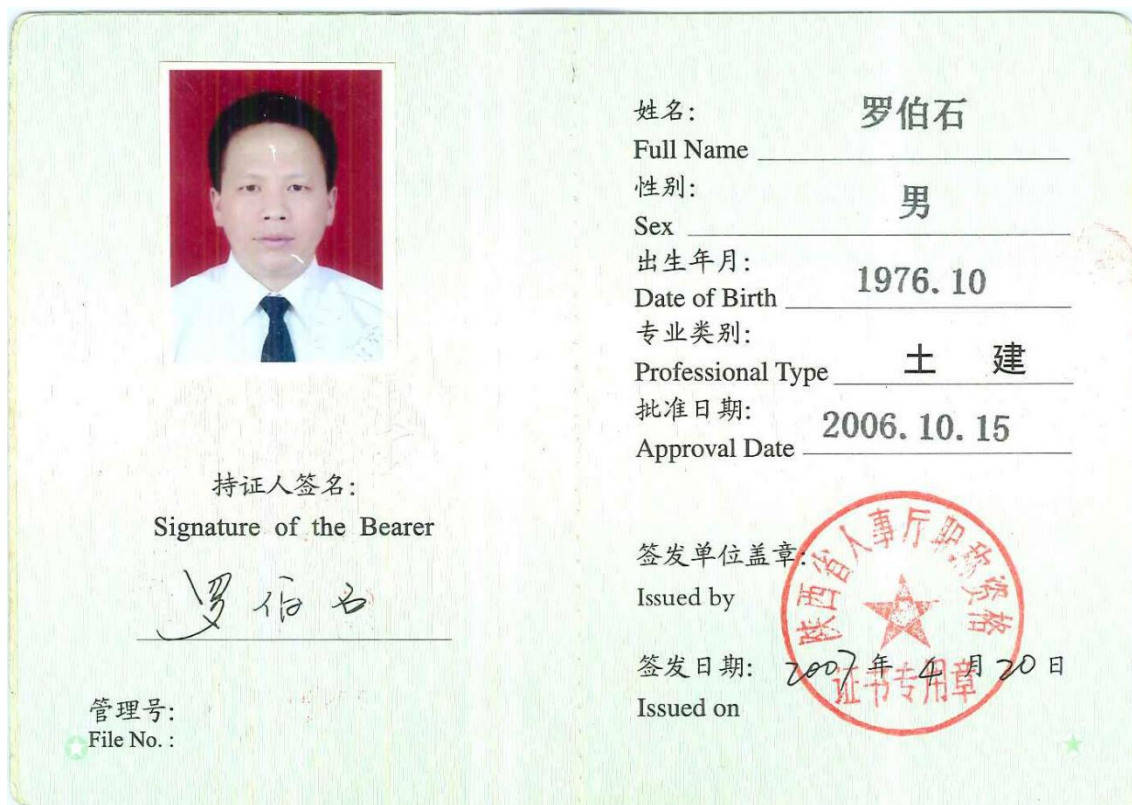 持证人签名:
Signature of the Bearer
罗伯石
管理号:
File No. :
姓名:
罗伯石
Full Name
性别:
男
Sex
出生年月:
1976.10
Date of Birth
专业类别:
土 建
Professional Type
批准日期:
2006.10.15
Approval Date
签发单位盖章:
Issued by
陕西省人事厅职称资格
证书专用章
签发日期: 2007年 4月20日
Issued on